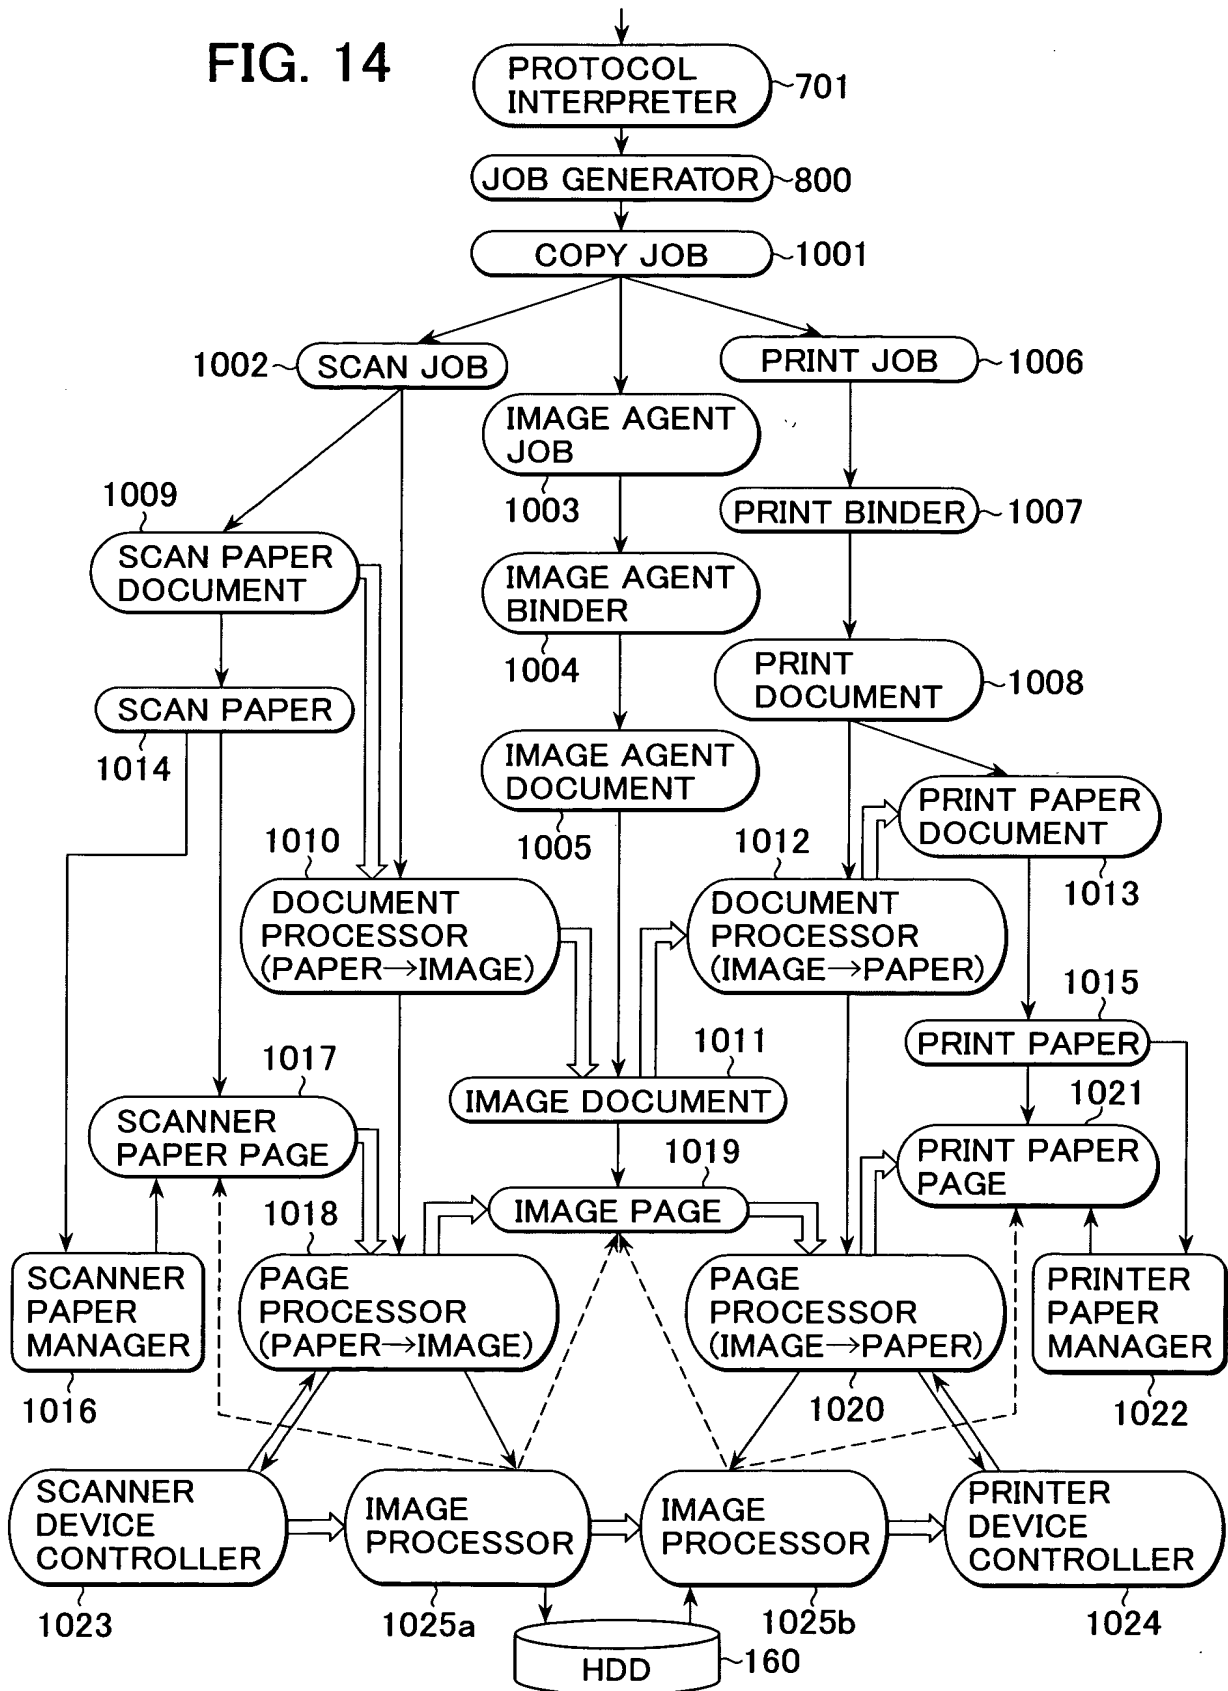 FIG. 14
PROTOCOL
INTERPRETER
701
JOB GENERATOR
800
COPY JOB
1001
1002
SCAN JOB
PRINT JOB
1006
IMAGE AGENT
JOB
1003
1009
SCAN PAPER
DOCUMENT
PRINT BINDER
1007
IMAGE AGENT
BINDER
1004
PRINT
DOCUMENT
1008
SCAN PAPER
1014
IMAGE AGENT
DOCUMENT
1005
PRINT PAPER
DOCUMENT
1013
1010
DOCUMENT
PROCESSOR
(PAPER→IMAGE)
1012
DOCUMENT
PROCESSOR
(IMAGE→PAPER)
1015
PRINT PAPER
1011
IMAGE DOCUMENT
1017
SCANNER
PAPER PAGE
1021
PRINT PAPER
PAGE
1019
IMAGE PAGE
1018
PAGE
PROCESSOR
(PAPER→IMAGE)
PAGE
PROCESSOR
(IMAGE→PAPER)
1020
SCANNER
PAPER
MANAGER
1016
PRINTER
PAPER
MANAGER
1022
SCANNER
DEVICE
CONTROLLER
1023
IMAGE
PROCESSOR
1025a
IMAGE
PROCESSOR
1025b
PRINTER
DEVICE
CONTROLLER
1024
HDD
160